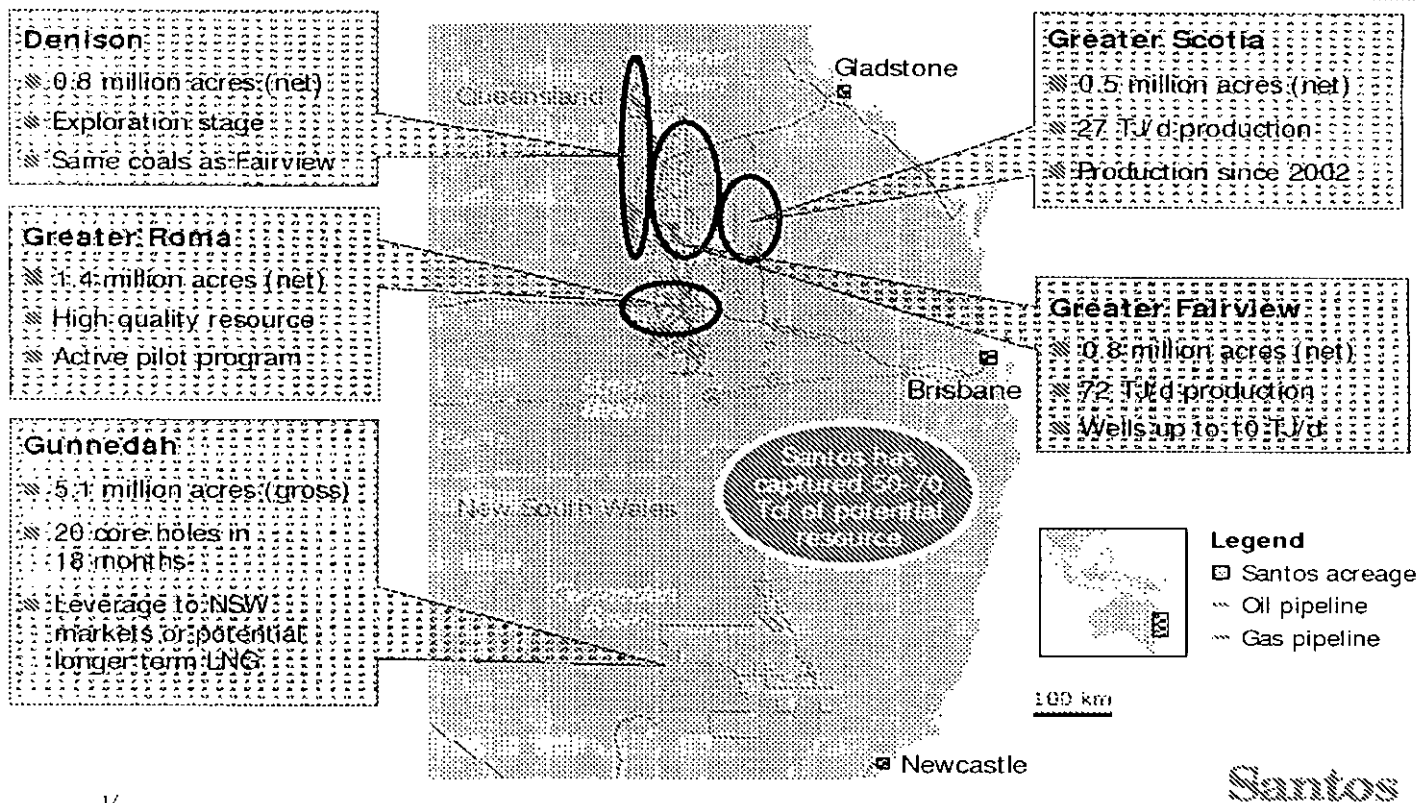 Denison
0.8 million acres (net)
Exploration stage
Same coals as Fairview
Greater Roma
1.4 million acres (net)
High quality resource
Active pilot program
Gunnedah
5.1 million acres (gross)
20 core holes in
18 months
Leverage to NSW
markets or potential
longer term LNG
Queensland
Gladstone
Brisbane
New South Wales
Santos has
captured 50-70
Tcf of potential
resource
Newcastle
Greater Scotia
0.5 million acres (net)
27 TJ/d production
Production since 2002
Greater Fairview
0.8 million acres (net)
72 TJ/d production
Wells up to 10 TJ/d
Legend
Santos acreage
Oil pipeline
Gas pipeline
100 km
Santos